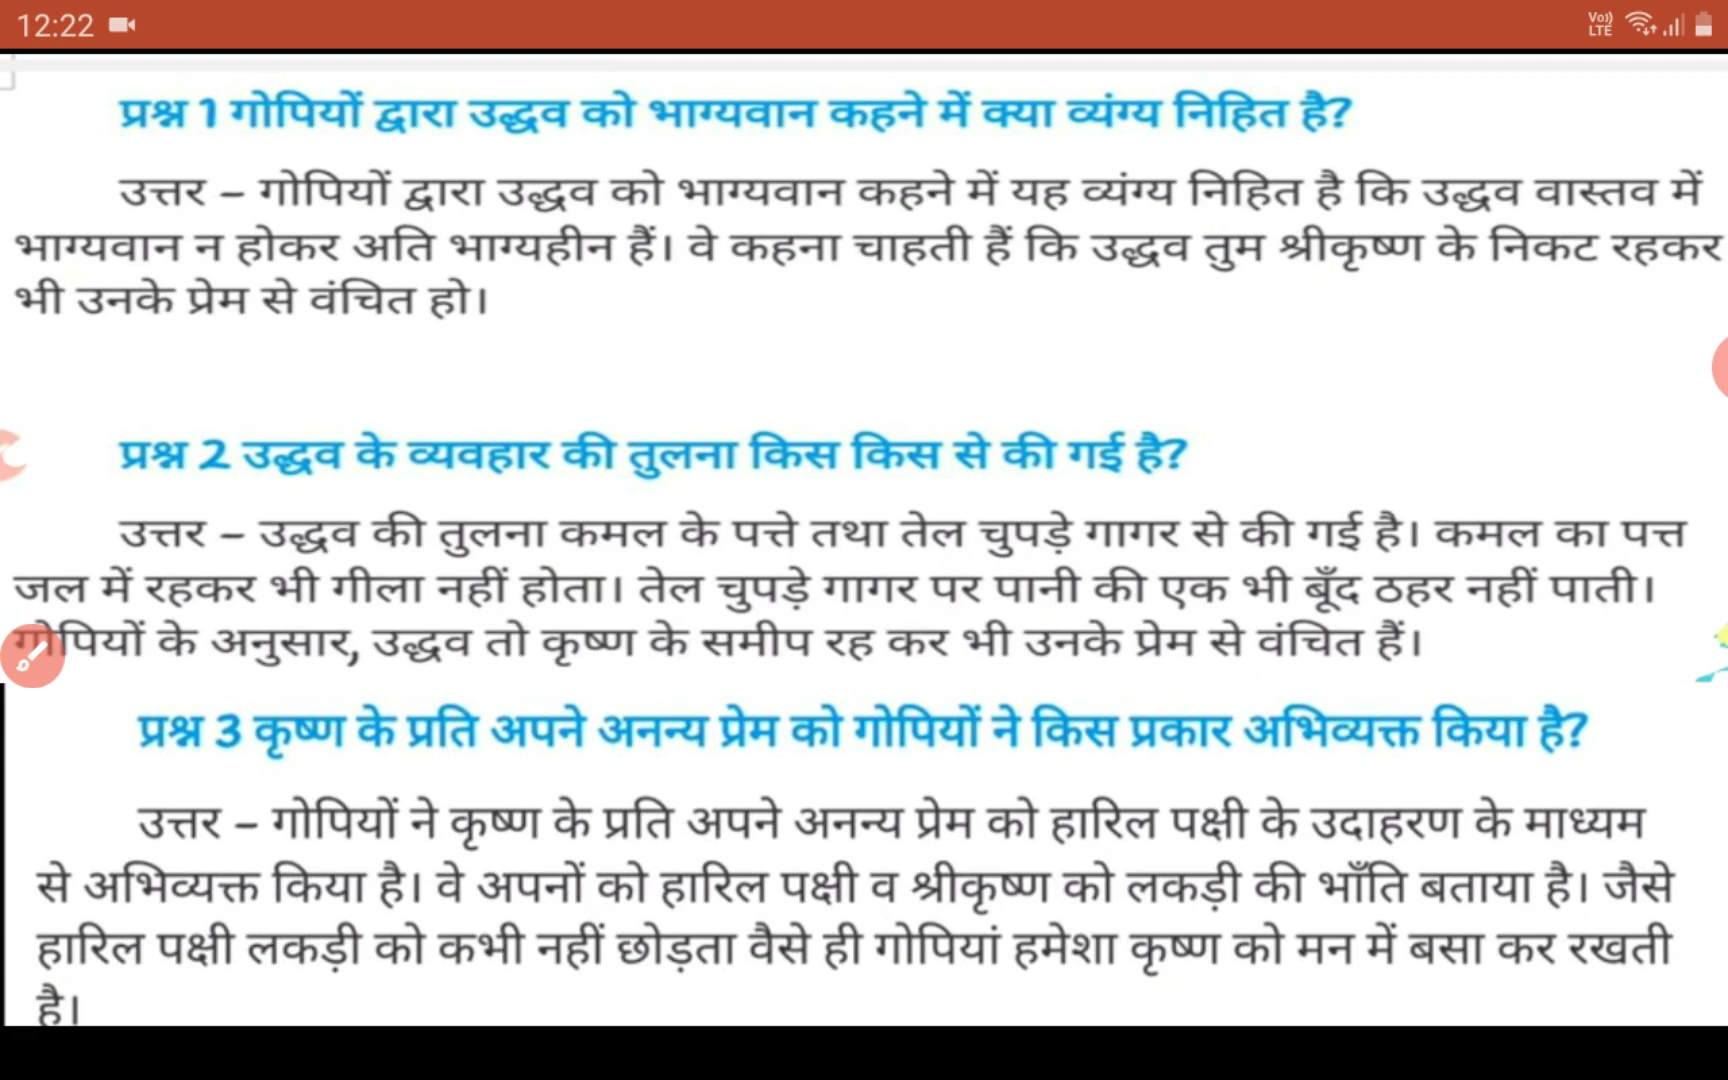 12:22
Vo)) LTE
प्रश्न 1 गोपियों द्वारा उद्धव को भाग्यवान कहने में क्या व्यंग्य निहित है?
उत्तर – गोपियों द्वारा उद्धव को भाग्यवान कहने में यह व्यंग्य निहित है कि उद्धव वास्तव में
भाग्यवान न होकर अति भाग्यहीन हैं। वे कहना चाहती हैं कि उद्धव तुम श्रीकृष्ण के निकट रहकर
भी उनके प्रेम से वंचित हो।
प्रश्न 2 उद्धव के व्यवहार की तुलना किस किस से की गई है?
उत्तर – उद्धव की तुलना कमल के पत्ते तथा तेल चुपड़े गागर से की गई है। कमल का पत्त
जल में रहकर भी गीला नहीं होता। तेल चुपड़े गागर पर पानी की एक भी बूँद ठहर नहीं पाती।
गोपियों के अनुसार, उद्धव तो कृष्ण के समीप रह कर भी उनके प्रेम से वंचित हैं।
प्रश्न 3 कृष्ण के प्रति अपने अनन्य प्रेम को गोपियों ने किस प्रकार अभिव्यक्त किया है?
उत्तर – गोपियों ने कृष्ण के प्रति अपने अनन्य प्रेम को हारिल पक्षी के उदाहरण के माध्यम
से अभिव्यक्त किया है। वे अपनों को हारिल पक्षी व श्रीकृष्ण को लकड़ी की भाँति बताया है। जैसे
हारिल पक्षी लकड़ी को कभी नहीं छोड़ता वैसे ही गोपियां हमेशा कृष्ण को मन में बसा कर रखती
है।